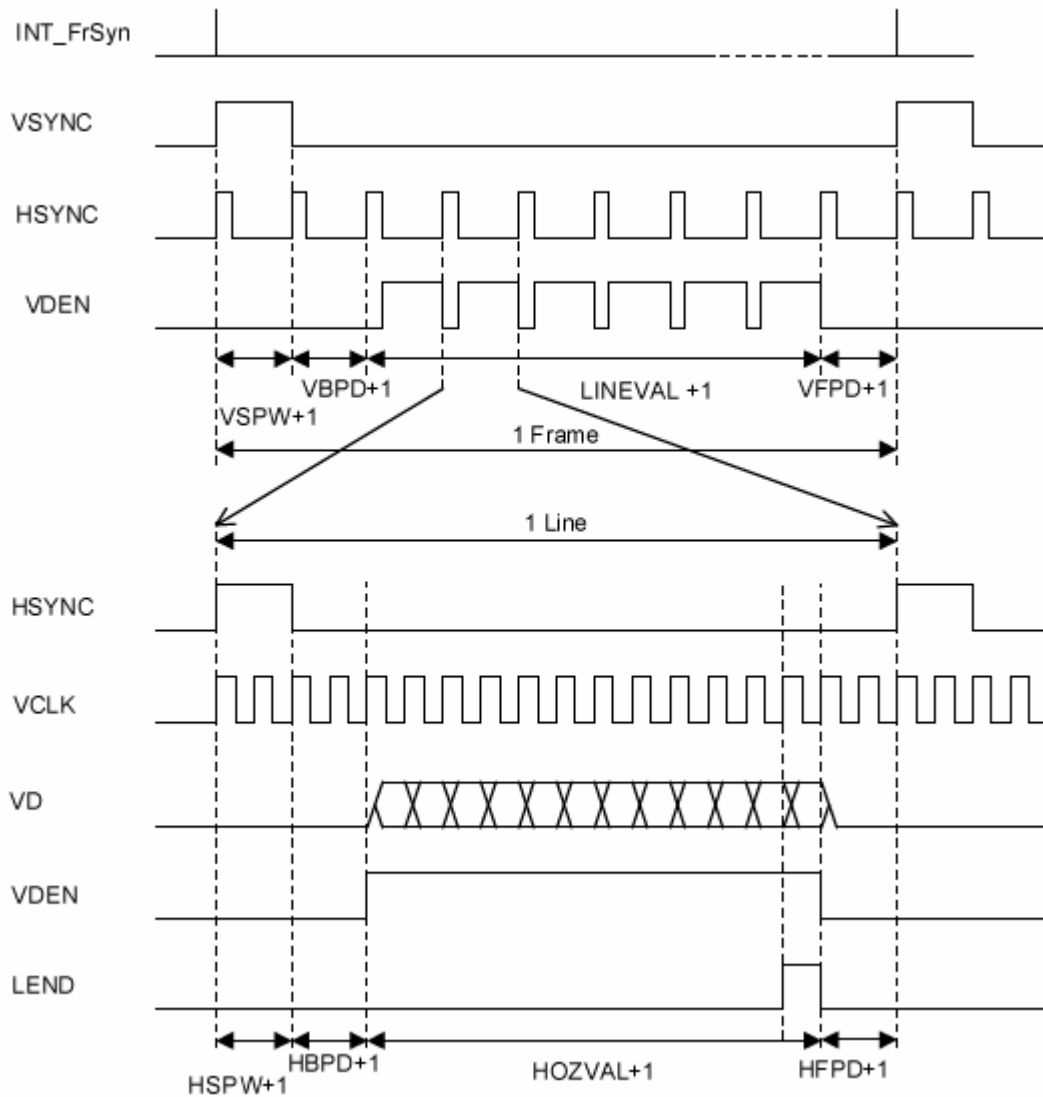 INT_FrSyn
VSYNC
HSYNC
VDEN
VBPD+1
LINEVAL +1
VFPD+1
VSPW+1
1 Frame
1 Line
HSYNC
VCLK
VD
VDEN
LEND
HBPD+1
HOZVAL+1
HFPD+1
HSPW+1